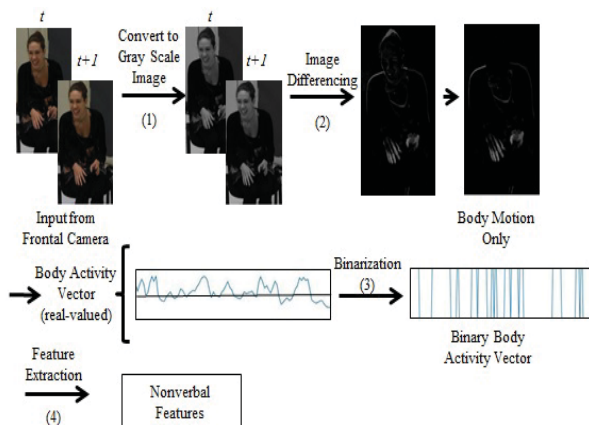 t
t+1
Convert to
Gray Scale
Image
(1)
t
t+1
Image
Differencing
(2)
Input from
Frontal Camera
Body Motion
Only
Body Activity
Vector
(real-valued)
Binarization
(3)
Binary Body
Activity Vector
Feature
Extraction
(4)
Nonverbal
Features